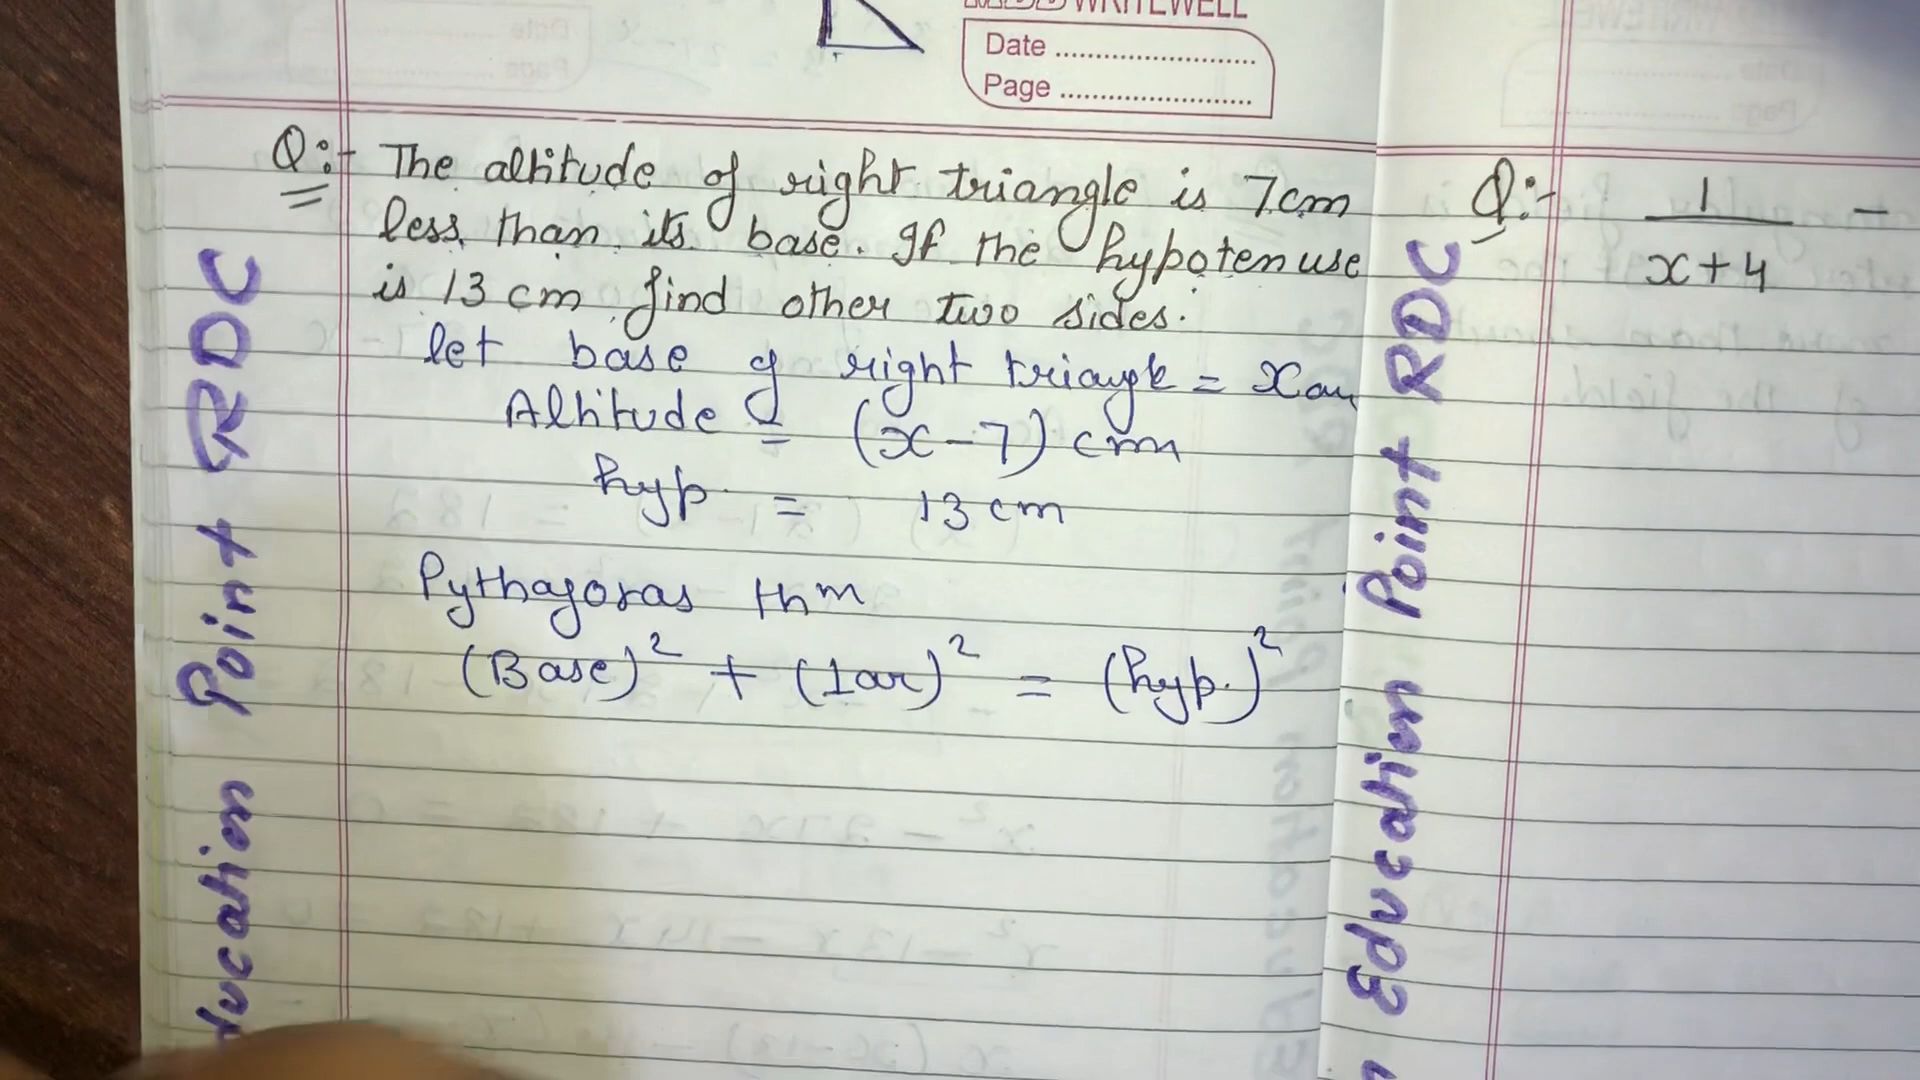 WRITEWELL
Date
Page
Q:- The altitude of right triangle is 7cm
less than its base. If the hypotenuse
is 13 cm find other two sides.
let base of right triangle = x cm
Altitude = (x-7) cm
hyp. = 13 cm
Pythagoras thm
(Base)² + (lar)² = (hyp.)²
Education Point RDC
Q:- 1
x+4 -
Education Point RDC